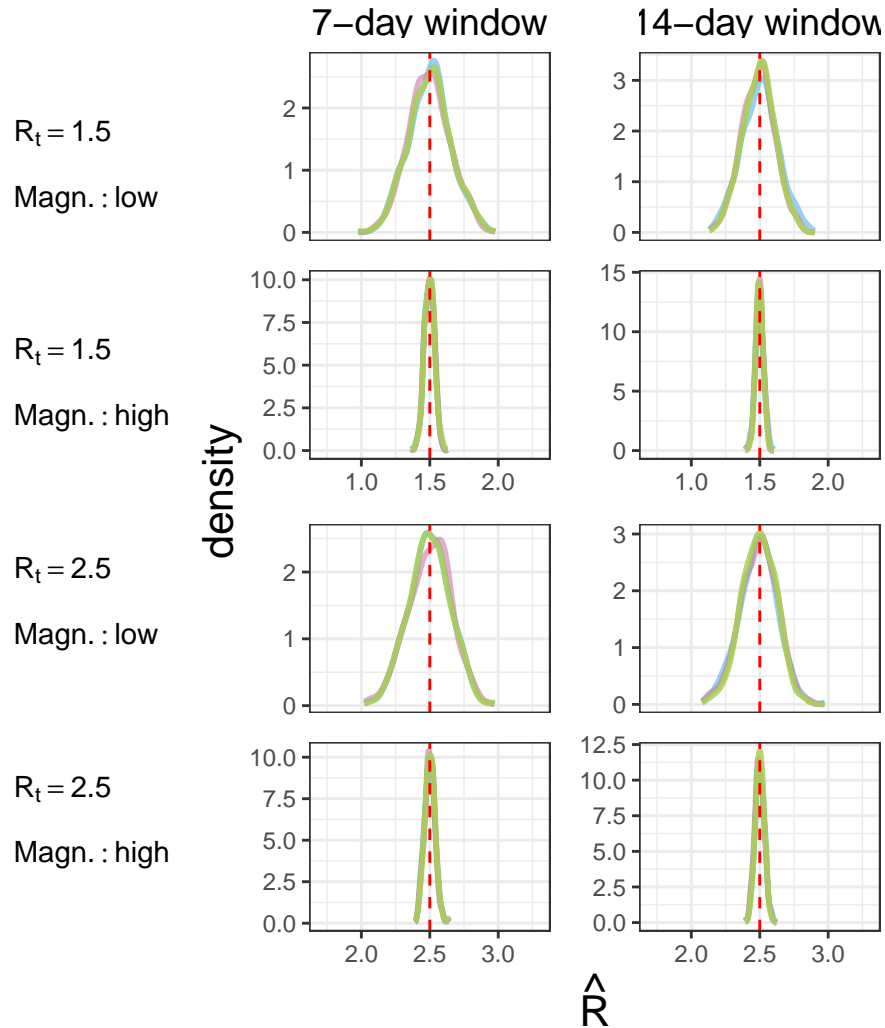 7−day window
14−day window
Rt = 1.5
Magn. : low
2
1
0
3
2
1
0
Rt = 1.5
Magn. : high
10.0
7.5
5.0
2.5
0.0
15
10
5
0
1.0 1.5 2.0
1.0 1.5 2.0
density
Rt = 2.5
Magn. : low
2
1
0
3
2
1
0
Rt = 2.5
Magn. : high
10.0
7.5
5.0
2.5
0.0
12.5
10.0
7.5
5.0
2.5
0.0
2.0 2.5 3.0
2.0 2.5 3.0
R̂